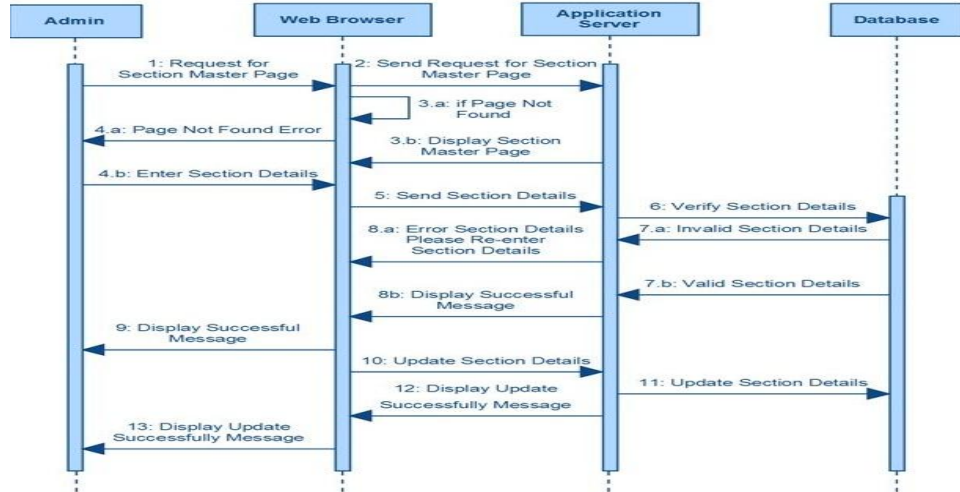 Admin
Web Browser
Application
Server
Database
1: Request for
Section Master Page
2: Send Request for Section
Master Page
3.a: if Page Not
Found
4.a: Page Not Found Error
3.b: Display Section
Master Page
4.b: Enter Section Details
5: Send Section Details
6: Verify Section Details
7.a: Invalid Section Details
8.a: Error Section Details
Please Re-enter
Section Details
7.b: Valid Section Details
8b: Display Successful
Message
9: Display Successful
Message
10: Update Section Details
11: Update Section Details
12: Display Update
Successfully Message
13: Display Update
Successfully Message